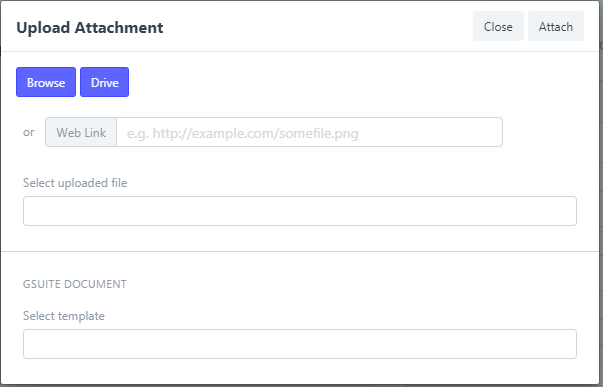 Upload Attachment Close Attach
Browse Drive
or Web Link e.g. http://example.com/somefile.png
Select uploaded file
GSUITE DOCUMENT
Select template